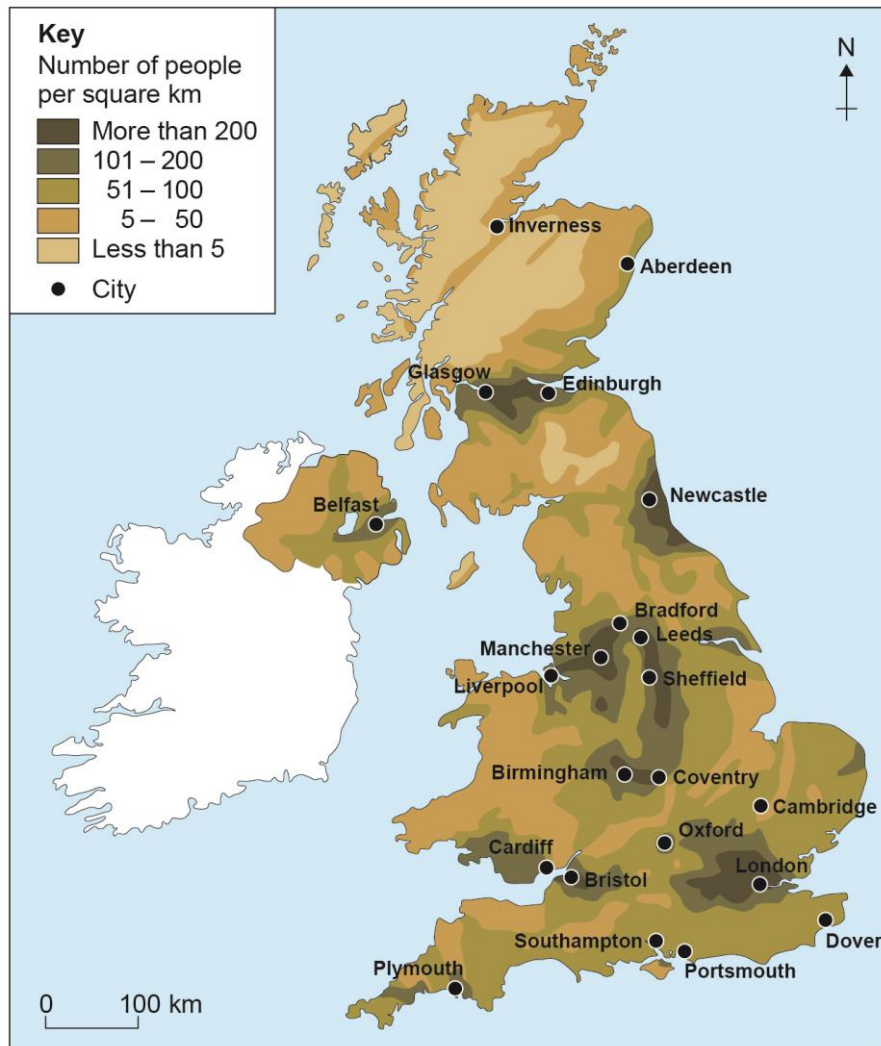 Key
Number of people
per square km
More than 200
101 – 200
51 – 100
5 – 50
Less than 5
City
N
Inverness
Aberdeen
Glasgow
Edinburgh
Newcastle
Belfast
Bradford
Leeds
Manchester
Liverpool
Sheffield
Birmingham
Coventry
Cambridge
Oxford
Cardiff
London
Bristol
Dover
Southampton
Portsmouth
Plymouth
0 100 km